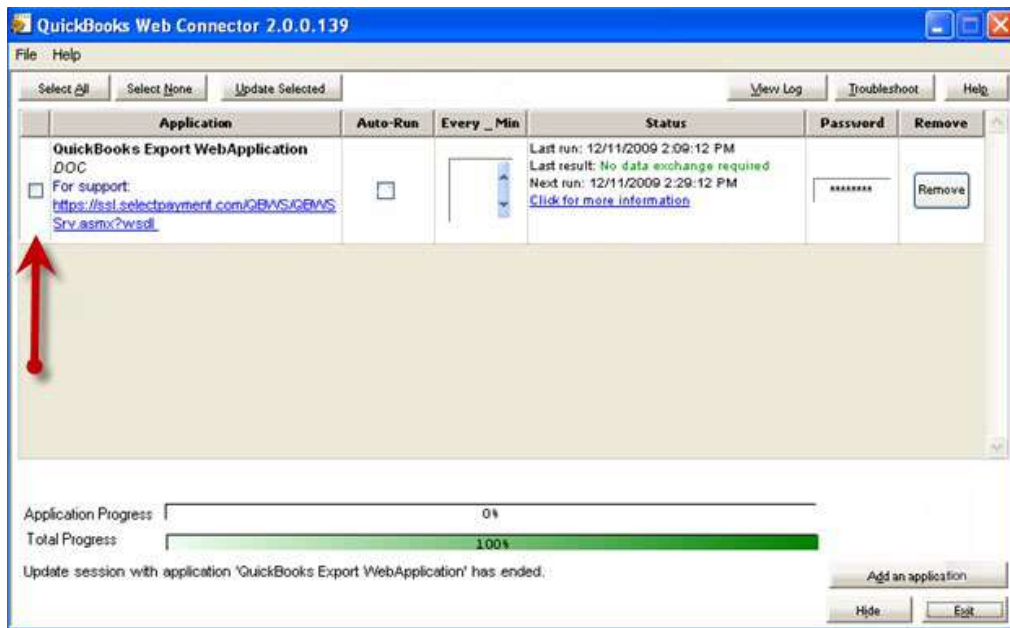 QuickBooks Web Connector 2.0.0.139
File Help
Select All Select None Update Selected View Log Troubleshoot Help
Application Auto-Run Every _ Min Status Password Remove
QuickBooks Export WebApplication
DOC
For support:
https://ssl.selectpayment.com/QBWS/QBWS
Srv.asmx?wsdl
Last run: 12/11/2009 2:09:12 PM
Last result: No data exchange required
Next run: 12/11/2009 2:29:12 PM
Click for more information
********
Remove
Application Progress 0%
Total Progress 100%
Update session with application 'QuickBooks Export WebApplication' has ended.
Add an application
Hide Exit